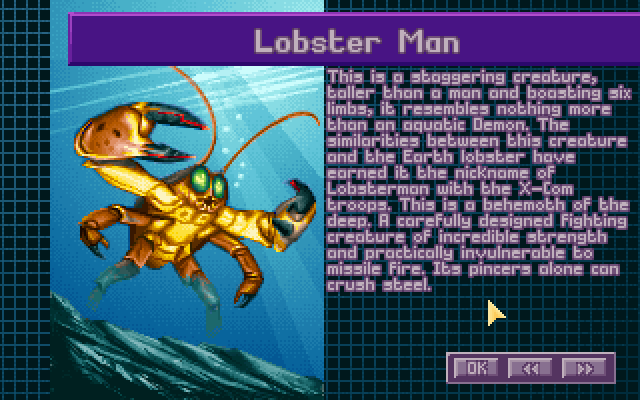 Lobster Man
This is a staggering creature,
taller than a man and boasting six
limbs, it resembles nothing more
than an aquatic Demon. The
similarities between this creature
and the Earth lobster have
earned it the nickname of
Lobsterman with the X-Com
troops. This is a behemoth of the
deep. A carefully designed fighting
creature of incredible strength
and practically invulnerable to
missile fire. Its pincers alone can
crush steel.
OK